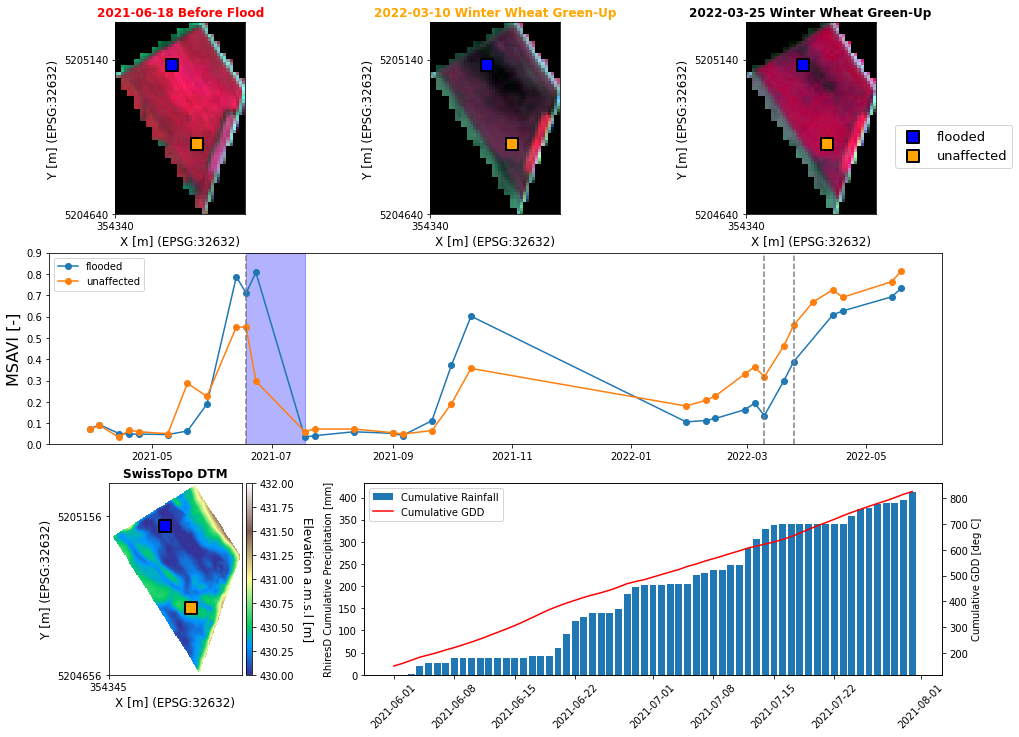 2021-06-18 Before Flood
2022-03-10 Winter Wheat Green-Up
2022-03-25 Winter Wheat Green-Up
5205140
5204640
354340
Y [m] (EPSG:32632)
X [m] (EPSG:32632)
5205140
5204640
354340
Y [m] (EPSG:32632)
X [m] (EPSG:32632)
5205140
5204640
354340
Y [m] (EPSG:32632)
X [m] (EPSG:32632)
flooded
unaffected
MSAVI [-]
0.9
0.8
0.7
0.6
0.5
0.4
0.3
0.2
0.1
0.0
flooded
unaffected
2021-05
2021-07
2021-09
2021-11
2022-01
2022-03
2022-05
SwissTopo DTM
5205156
5204656
354345
Y [m] (EPSG:32632)
X [m] (EPSG:32632)
432.00
431.75
431.50
431.25
431.00
430.75
430.50
430.25
430.00
Elevation a.m.s.l [m]
RhiresD Cumulative Precipitation [mm]
400
350
300
250
200
150
100
50
0
Cumulative Rainfall
Cumulative GDD
800
700
600
500
400
300
200
Cumulative GDD [deg C]
2021-06-01
2021-06-08
2021-06-15
2021-06-22
2021-07-01
2021-07-08
2021-07-15
2021-07-22
2021-08-01